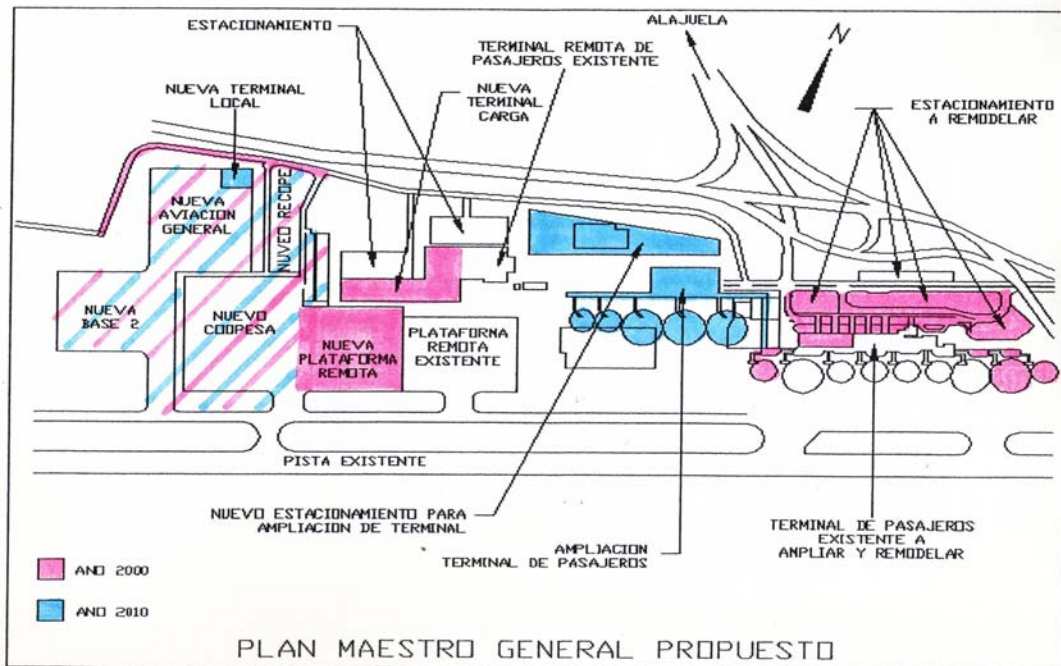 ESTACIONAMIENTO
ALAJUELA
N
TERMINAL REMOTA DE
PASAJEROS EXISTENTE
NUEVA TERMINAL
LOCAL
NUEVA
TERMINAL
CARGA
ESTACIONAMIENTO
A REMODELAR
NUEVA
AVIACION
GENERAL
NUVEO RECOPE
NUEVA
BASE 2
NUEVO
COOPESA
NUEVA
PLATAFORMA
REMOTA
PLATAFORMA
REMOTA
EXISTENTE
PISTA EXISTENTE
NUEVO ESTACIONAMIENTO PARA
AMPLIACION DE TERMINAL
AMPLIACION
TERMINAL DE PASAJEROS
TERMINAL DE PASAJEROS
EXISTENTE A
AMPLIAR Y REMODELAR
ANO 2000
ANO 2010
PLAN MAESTRO GENERAL PROPUESTO